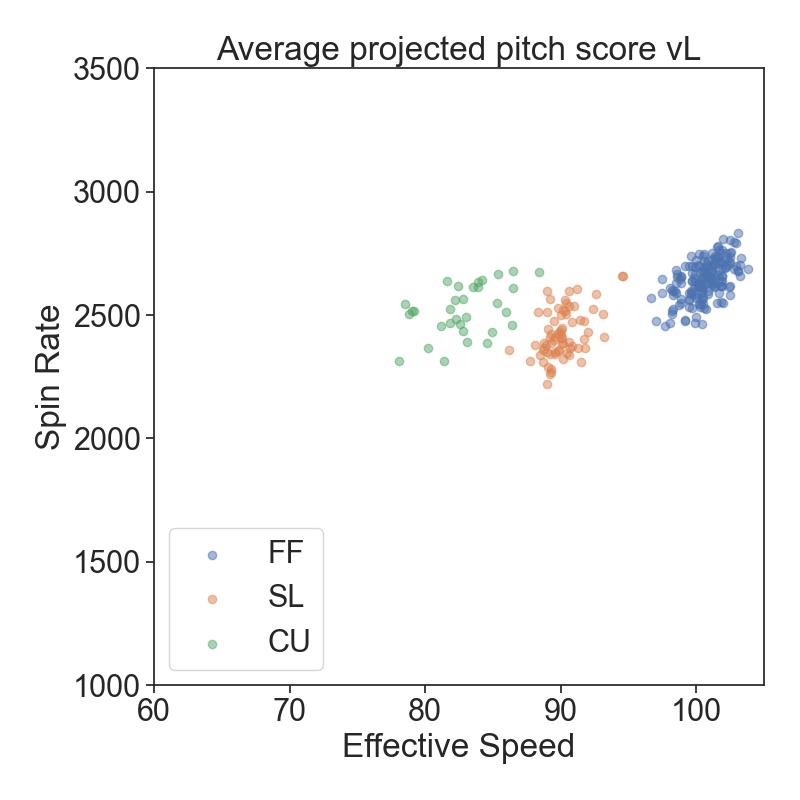 Average projected pitch score vL
3500
3000
2500
2000
1500
1000
Spin Rate
FF
SL
CU
60 70 80 90 100
Effective Speed